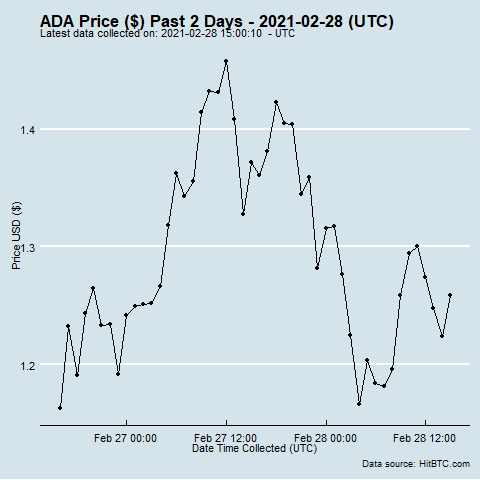 ADA Price ($) Past 2 Days - 2021-02-28 (UTC)
Latest data collected on: 2021-02-28 15:00:10 - UTC
1.4
1.3
1.2
Price USD ($)
Feb 27 00:00 Feb 27 12:00 Feb 28 00:00 Feb 28 12:00
Date Time Collected (UTC)
Data source: HitBTC.com